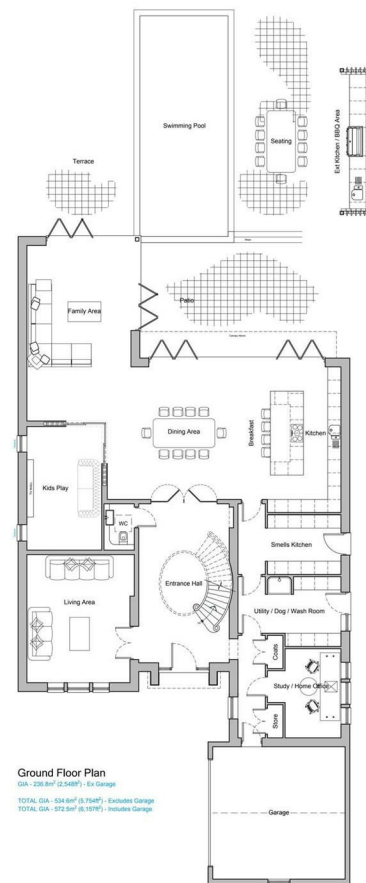 Swimming Pool
Seating
Ext Kitchen / BBQ Area
Terrace
Patio
Family Area
Dining Area
Breakfast
Kitchen
Kids Play
WC
Smells Kitchen
Entrance Hall
Living Area
Utility / Dog / Wash Room
Coats
Study / Home Office
Store
Garage
Ground Floor Plan
GIA - 236.8m² (2,548ft²) - Ex Garage
TOTAL GIA - 534.6m² (5,754ft²) - Excludes Garage
TOTAL GIA - 572.5m² (6,157ft²) - Includes Garage